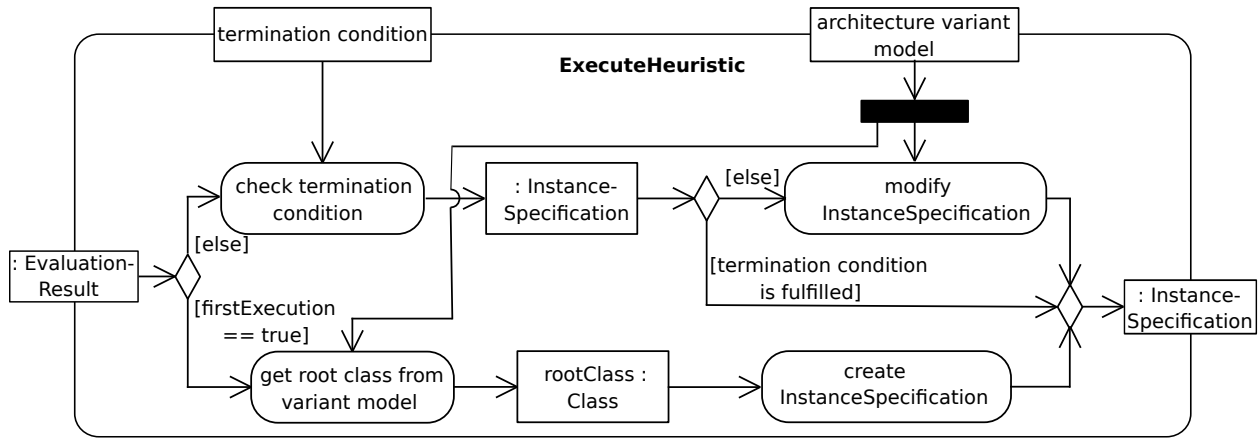 termination condition
architecture variant
model
ExecuteHeuristic
check termination
condition
: Instance-
Specification
[else]
modify
InstanceSpecification
[else]
: Evaluation-
Result
[firstExecution
== true]
[termination condition
is fulfilled]
: Instance-
Specification
get root class from
variant model
rootClass :
Class
create
InstanceSpecification